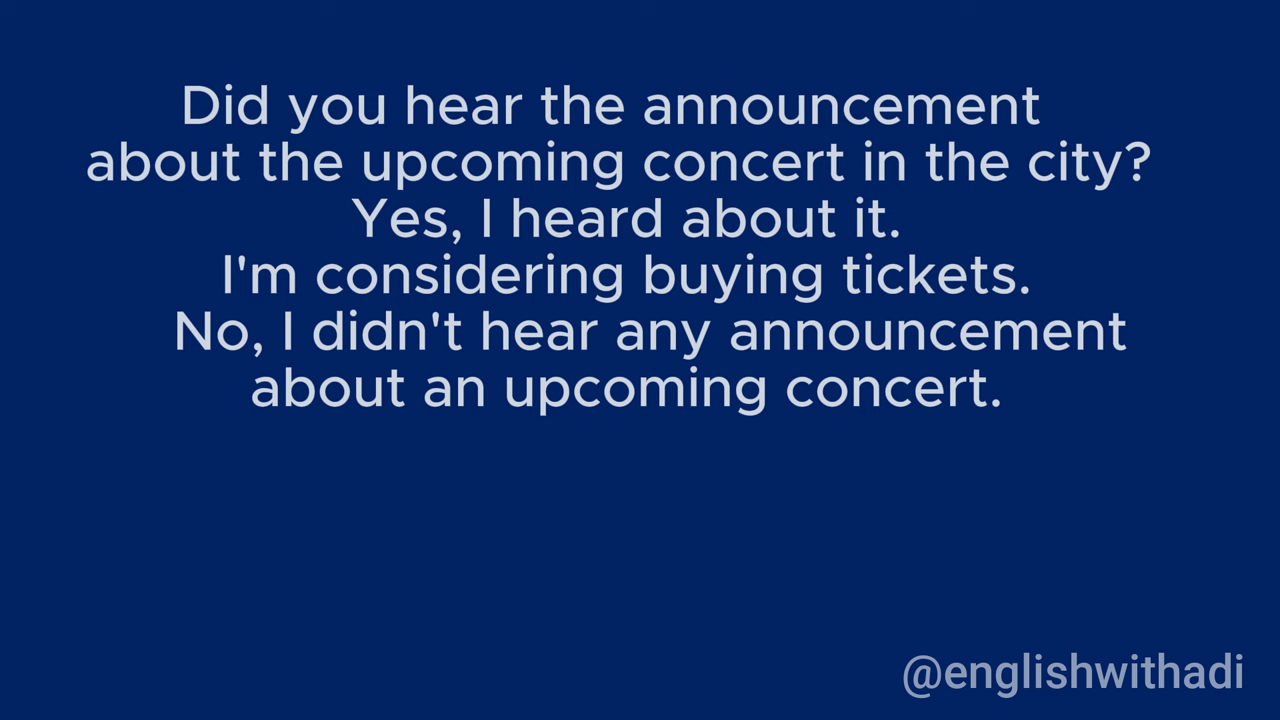 Did you hear the announcement
about the upcoming concert in the city?
Yes, I heard about it.
I'm considering buying tickets.
No, I didn't hear any announcement
about an upcoming concert.
@englishwithadi